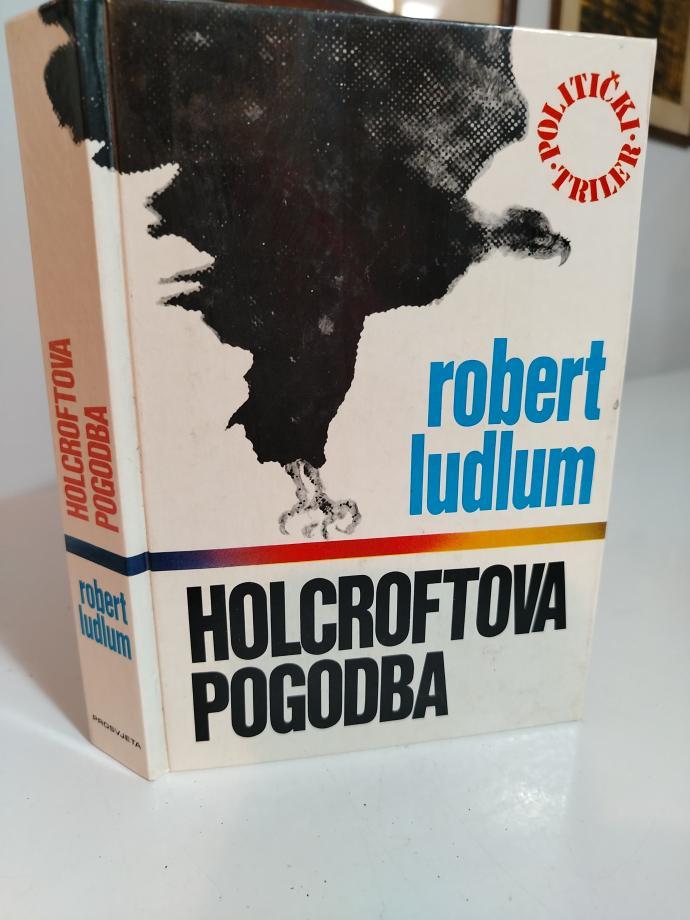 HOLCROFTOVA
POGODBA
robert
ludlum
PROSVJETA
· POLITIČKI ·
TRILER
robert
ludlum
HOLCROFTOVA
POGODBA